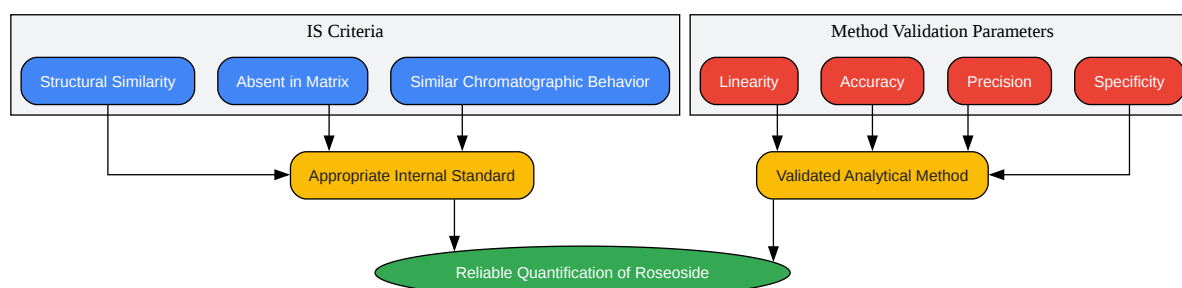 IS Criteria
Method Validation Parameters
Structural Similarity
Absent in Matrix
Similar Chromatographic Behavior
Linearity
Accuracy
Precision
Specificity
Appropriate Internal Standard
Validated Analytical Method
Reliable Quantification of Roseoside